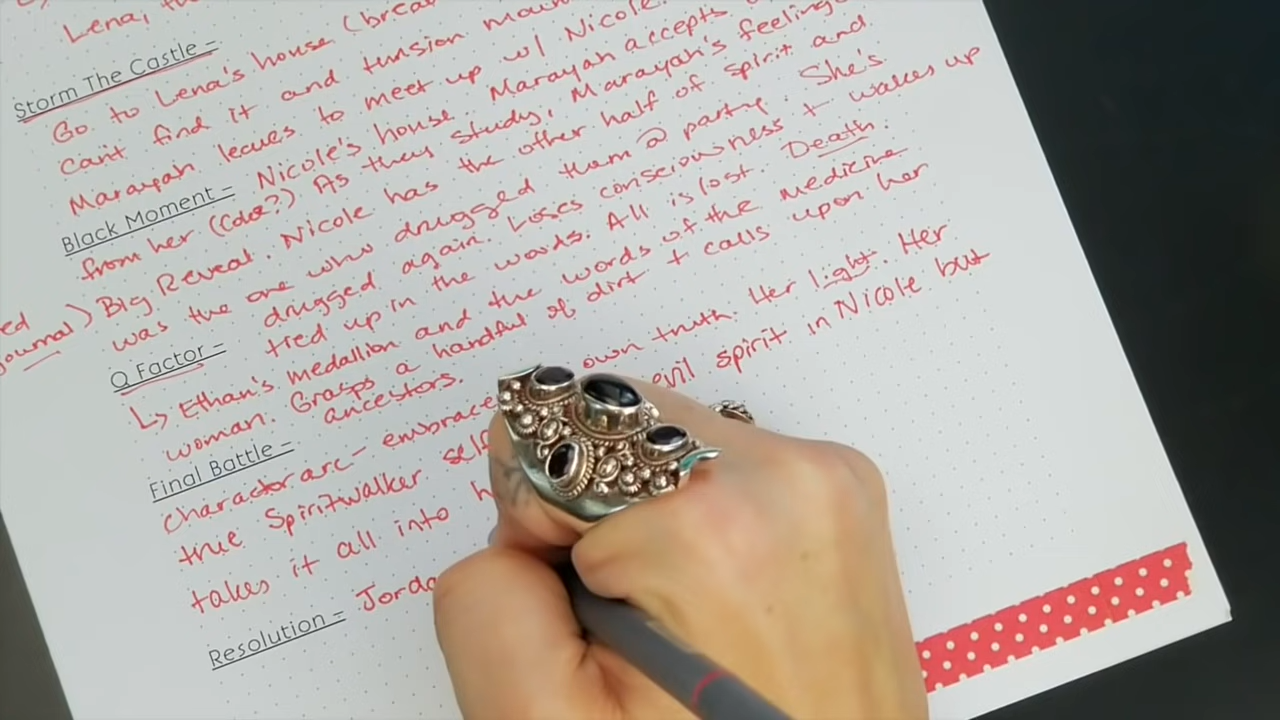 Lena,
Storm The Castle -
Go to Lena's house (break
can't find it and tension
Marayah leaves to meet up w/ Nicole.
Black Moment - Nicole's house. Marayah accepts
from her (Coke?) As they study, Marayah's feelings
Big Reveal. Nicole has the other half of spirit and
Journal)
was the one who drugged them @ party. She's
drugged again. Loses consciousness + wakes up
Q Factor - tied up in the woods. All is lost. Death.
↳ Ethan's medallion and the words of the medicine
woman. Grasps a handful of dirt + calls upon her
Final Battle - ancestors.
character arc - embrace own truth. Her light. Her
true Spiritwalker self evil spirit in Nicole but
takes it all into h
Resolution - Jorda